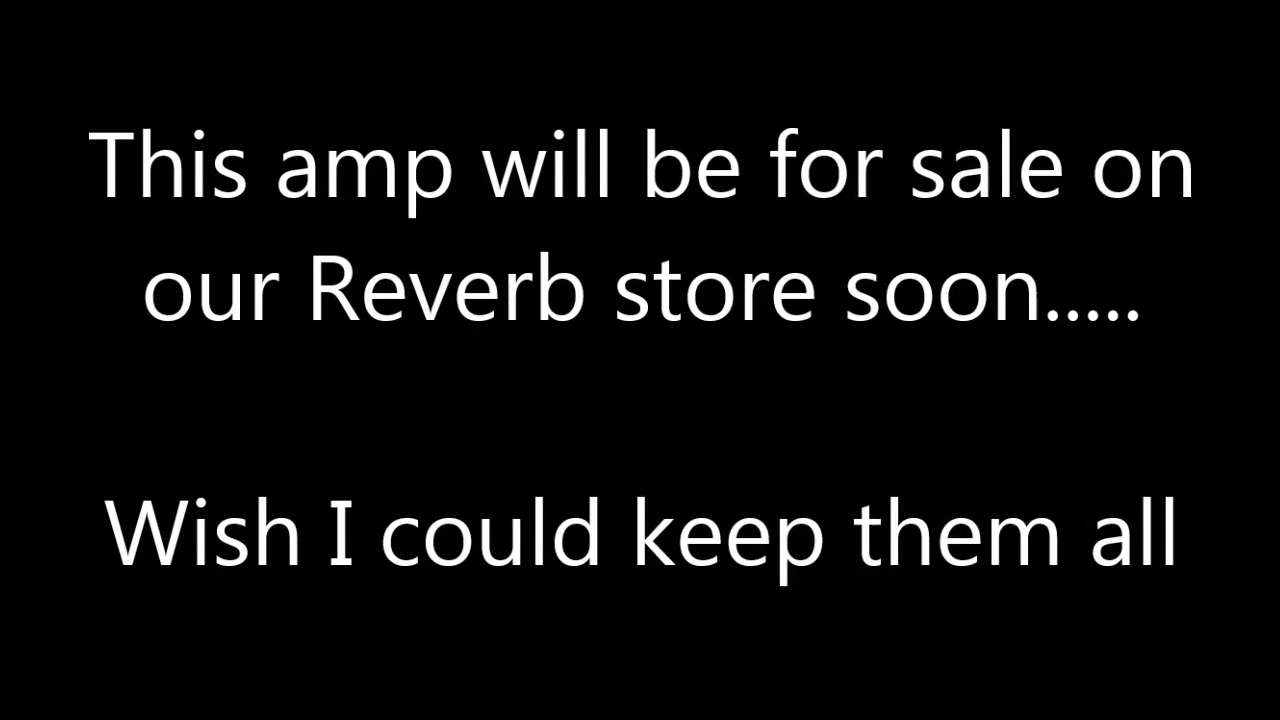 This amp will be for sale on
our Reverb store soon.....
Wish I could keep them all